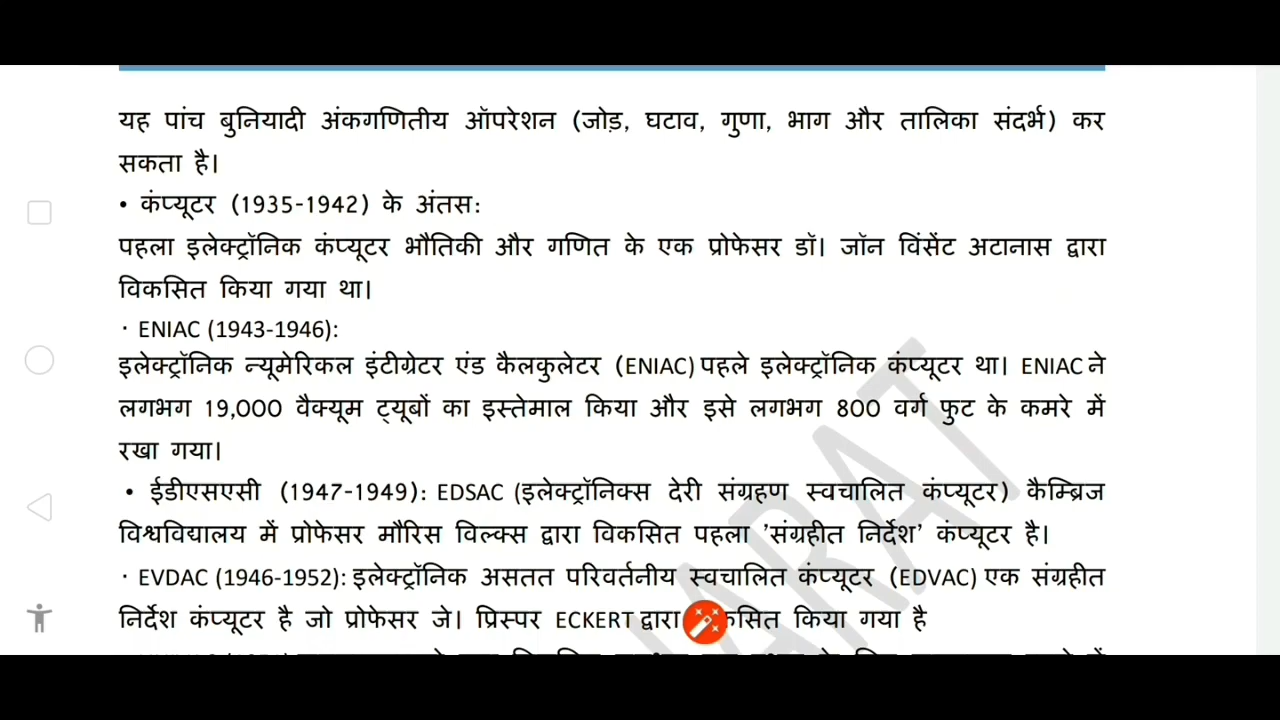 यह पांच बुनियादी अंकगणितीय ऑपरेशन (जोड़, घटाव, गुणा, भाग और तालिका संदर्भ) कर
सकता है।
• कंप्यूटर (1935-1942) के अंतस:
पहला इलेक्ट्रॉनिक कंप्यूटर भौतिकी और गणित के एक प्रोफेसर डॉ। जॉन विंसेंट अटानास द्वारा
विकसित किया गया था।
· ENIAC (1943-1946):
इलेक्ट्रॉनिक न्यूमेरिकल इंटीग्रेटर एंड कैलकुलेटर (ENIAC) पहले इलेक्ट्रॉनिक कंप्यूटर था। ENIAC ने
लगभग 19,000 वैक्यूम ट्यूबों का इस्तेमाल किया और इसे लगभग 800 वर्ग फुट के कमरे में
रखा गया।
• ईडीएसएसी (1947-1949): EDSAC (इलेक्ट्रॉनिक्स देरी संग्रहण स्वचालित कंप्यूटर) कैम्ब्रिज
विश्वविद्यालय में प्रोफेसर मौरिस विल्क्स द्वारा विकसित पहला ’संग्रहीत निर्देश’ कंप्यूटर है।
· EVDAC (1946-1952): इलेक्ट्रॉनिक असतत परिवर्तनीय स्वचालित कंप्यूटर (EDVAC) एक संग्रहीत
निर्देश कंप्यूटर है जो प्रोफेसर जे। प्रिस्पर ECKERT द्वारा किया गया है